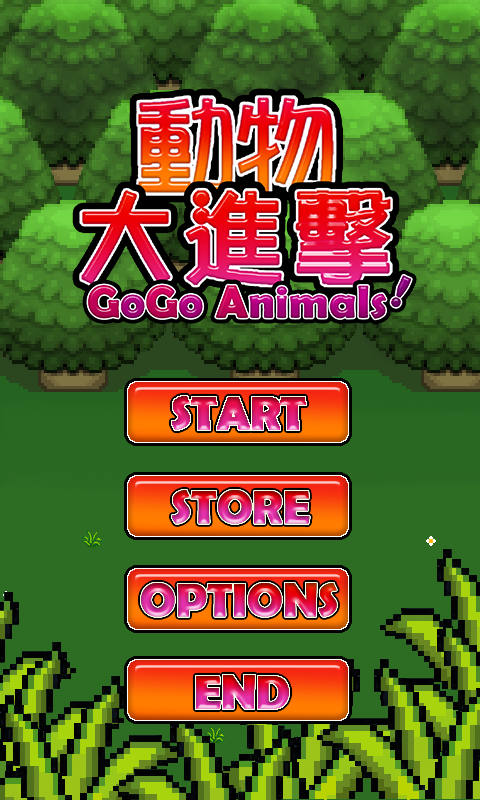 動物
大進擊
GoGo Animals!
START
STORE
OPTIONS
END